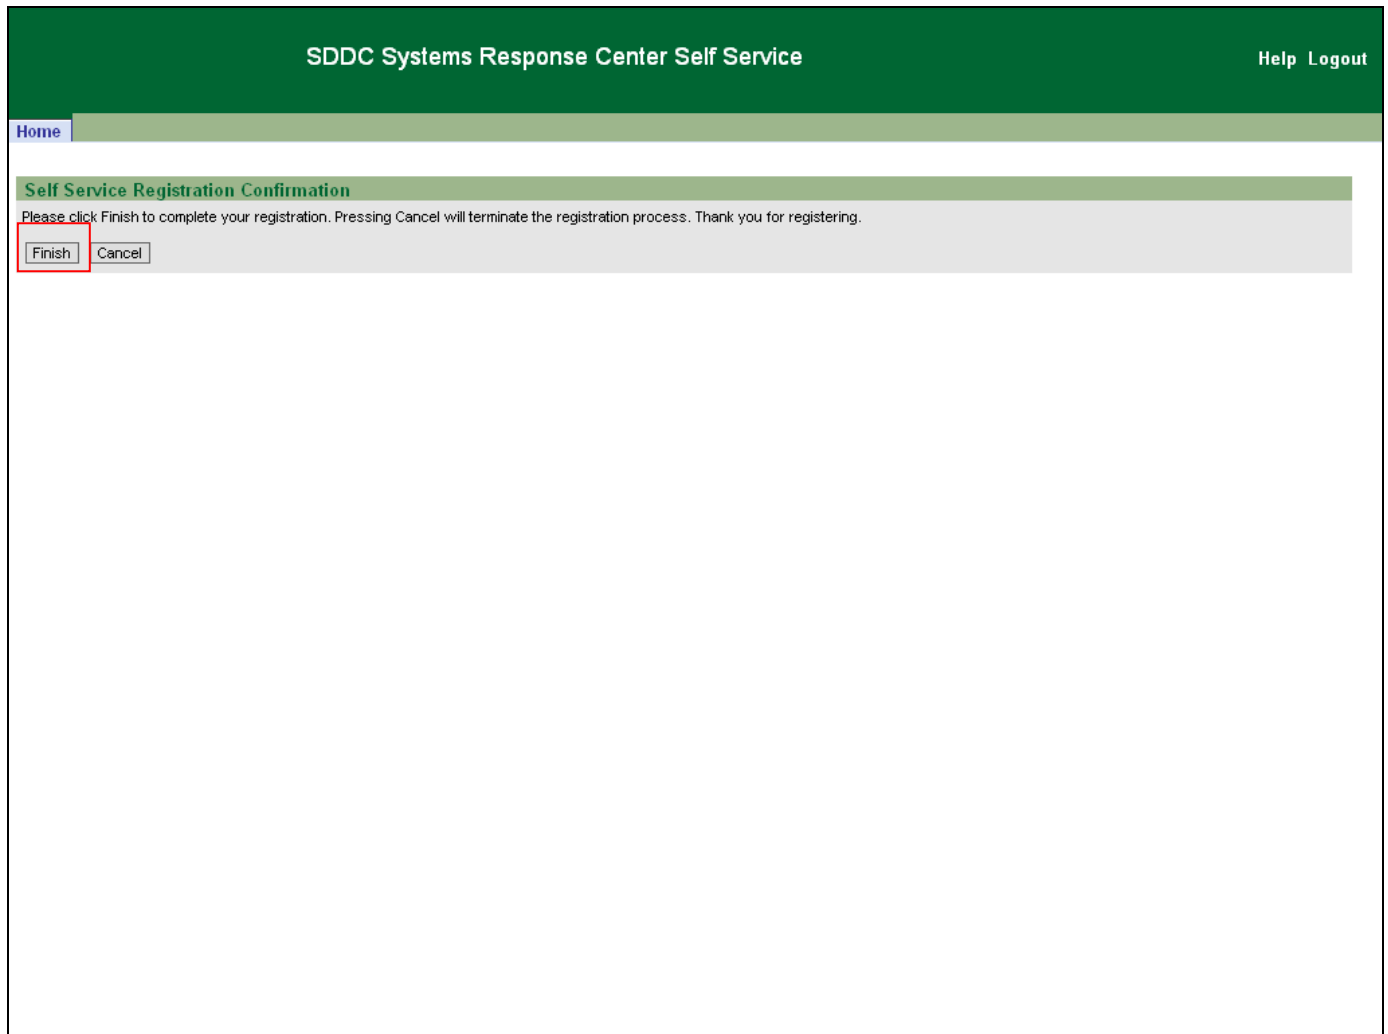 SDDC Systems Response Center Self Service
Help Logout
Home
Self Service Registration Confirmation
Please click Finish to complete your registration. Pressing Cancel will terminate the registration process. Thank you for registering.
Finish Cancel